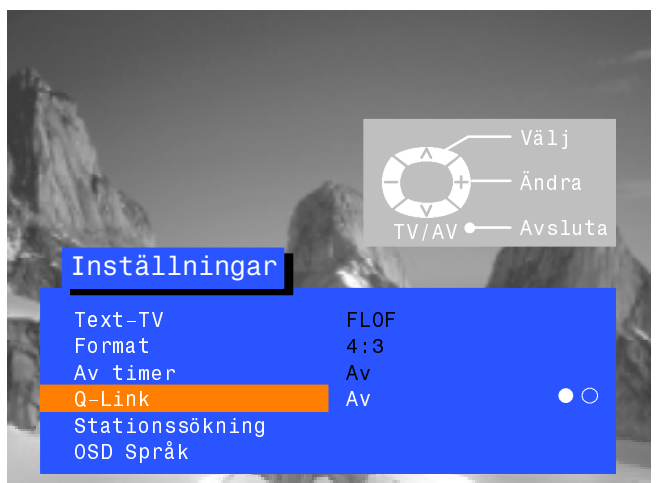 Välj
Ändra
TV/AV Avsluta
Inställningar
Text-TV FLOF
Format 4:3
Av timer Av
Q-Link Av
Stationssökning
OSD Språk